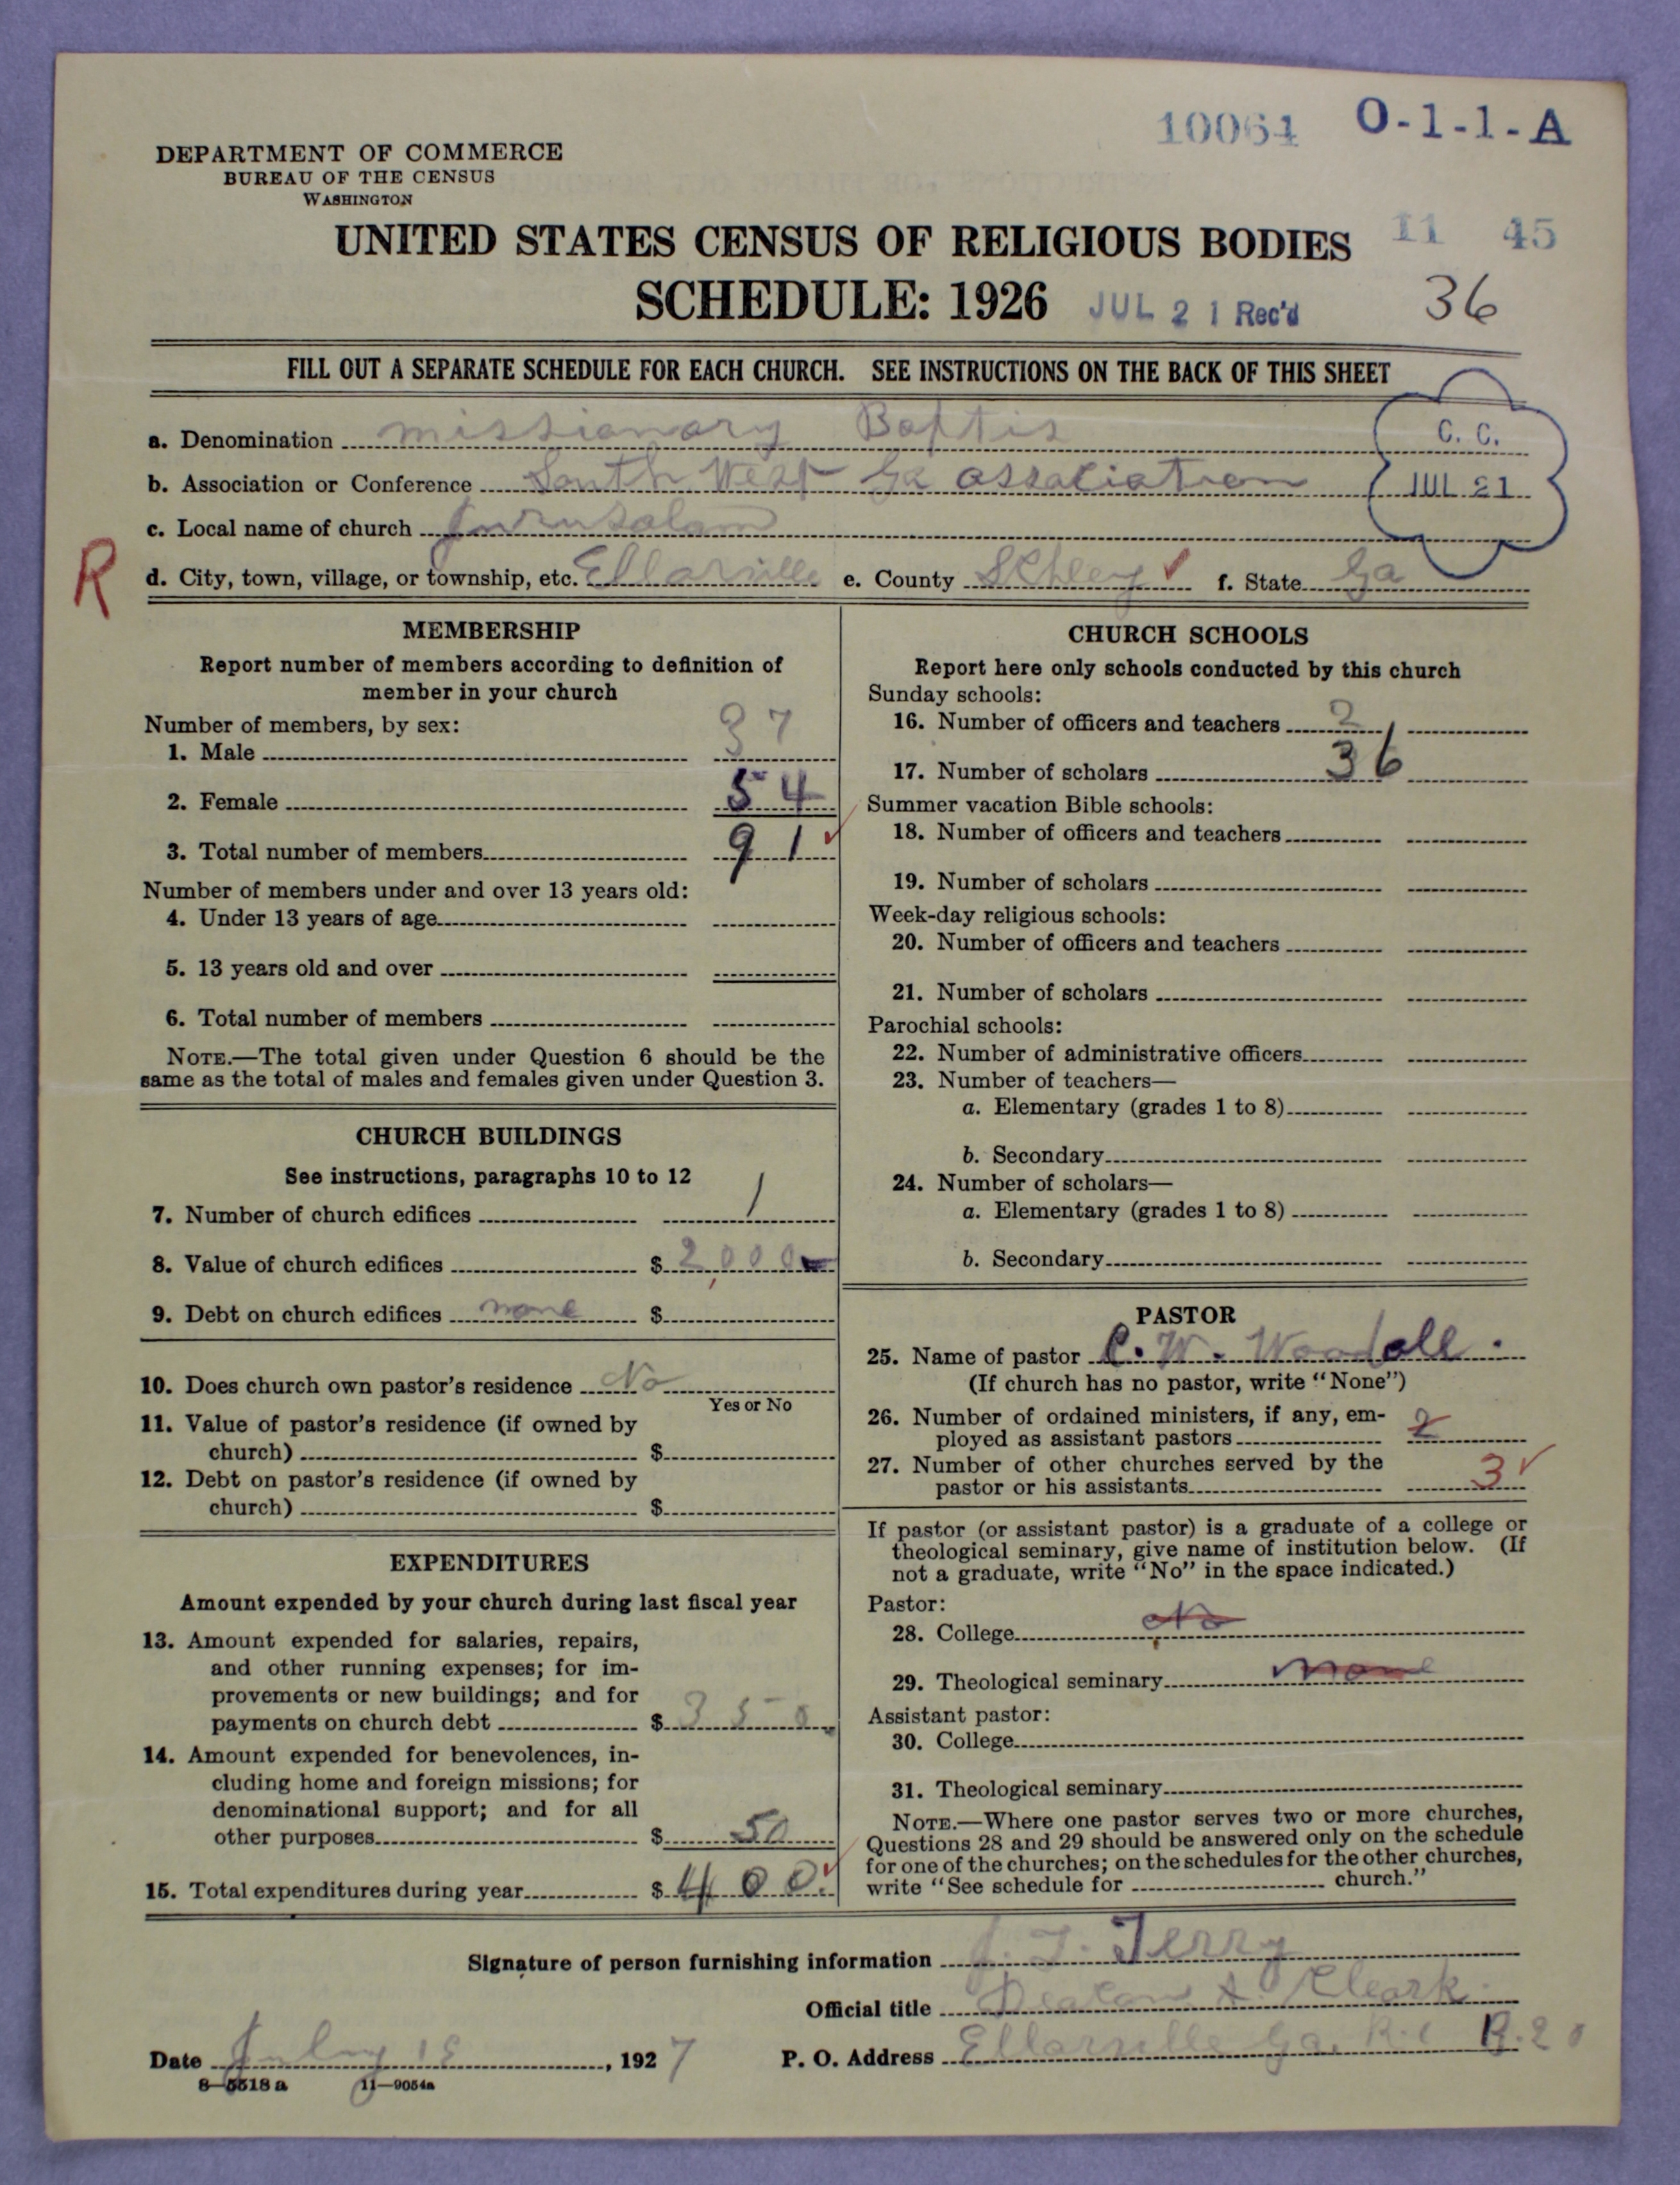 10064 O-1-1-A
DEPARTMENT OF COMMERCE
BUREAU OF THE CENSUS
WASHINGTON
UNITED STATES CENSUS OF RELIGIOUS BODIES 11 45
SCHEDULE: 1926 JUL 21 Rec'd 36
FILL OUT A SEPARATE SCHEDULE FOR EACH CHURCH. SEE INSTRUCTIONS ON THE BACK OF THIS SHEET
a. Denomination missionary Baptis
C. C.
b. Association or Conference South West Ga association
JUL 21
c. Local name of church Jurusalam
R
d. City, town, village, or township, etc. Ellarville e. County Schley ✓ f. State Ga
MEMBERSHIP
Report number of members according to definition of
member in your church
Number of members, by sex:
1. Male 37
2. Female 54
3. Total number of members 91 ✓
Number of members under and over 13 years old:
4. Under 13 years of age
5. 13 years old and over
6. Total number of members
NOTE.—The total given under Question 6 should be the
same as the total of males and females given under Question 3.
CHURCH BUILDINGS
See instructions, paragraphs 10 to 12
7. Number of church edifices 1
8. Value of church edifices $ 2,000
9. Debt on church edifices none $
10. Does church own pastor's residence No
Yes or No
11. Value of pastor's residence (if owned by
church) $
12. Debt on pastor's residence (if owned by
church) $
EXPENDITURES
Amount expended by your church during last fiscal year
13. Amount expended for salaries, repairs,
and other running expenses; for im-
provements or new buildings; and for
payments on church debt $ 350
14. Amount expended for benevolences, in-
cluding home and foreign missions; for
denominational support; and for all
other purposes $ 50
15. Total expenditures during year $ 400 ✓
CHURCH SCHOOLS
Report here only schools conducted by this church
Sunday schools:
16. Number of officers and teachers 2
17. Number of scholars 36
Summer vacation Bible schools:
18. Number of officers and teachers
19. Number of scholars
Week-day religious schools:
20. Number of officers and teachers
21. Number of scholars
Parochial schools:
22. Number of administrative officers
23. Number of teachers—
a. Elementary (grades 1 to 8)
b. Secondary
24. Number of scholars—
a. Elementary (grades 1 to 8)
b. Secondary
PASTOR
25. Name of pastor C. W. Woodall.
(If church has no pastor, write "None")
26. Number of ordained ministers, if any, em-
ployed as assistant pastors 2
27. Number of other churches served by the
pastor or his assistants 3 ✓
If pastor (or assistant pastor) is a graduate of a college or
theological seminary, give name of institution below. (If
not a graduate, write "No" in the space indicated.)
Pastor:
28. College No
29. Theological seminary none
Assistant pastor:
30. College
31. Theological seminary
NOTE.—Where one pastor serves two or more churches,
Questions 28 and 29 should be answered only on the schedule
for one of the churches; on the schedules for the other churches,
write "See schedule for church."
Signature of person furnishing information J. T. Terry
Official title Deacon & Cleark
Date July 18, 1927 P. O. Address Ellarville Ga. R.1 B.20
8—5518 a 11—9054a